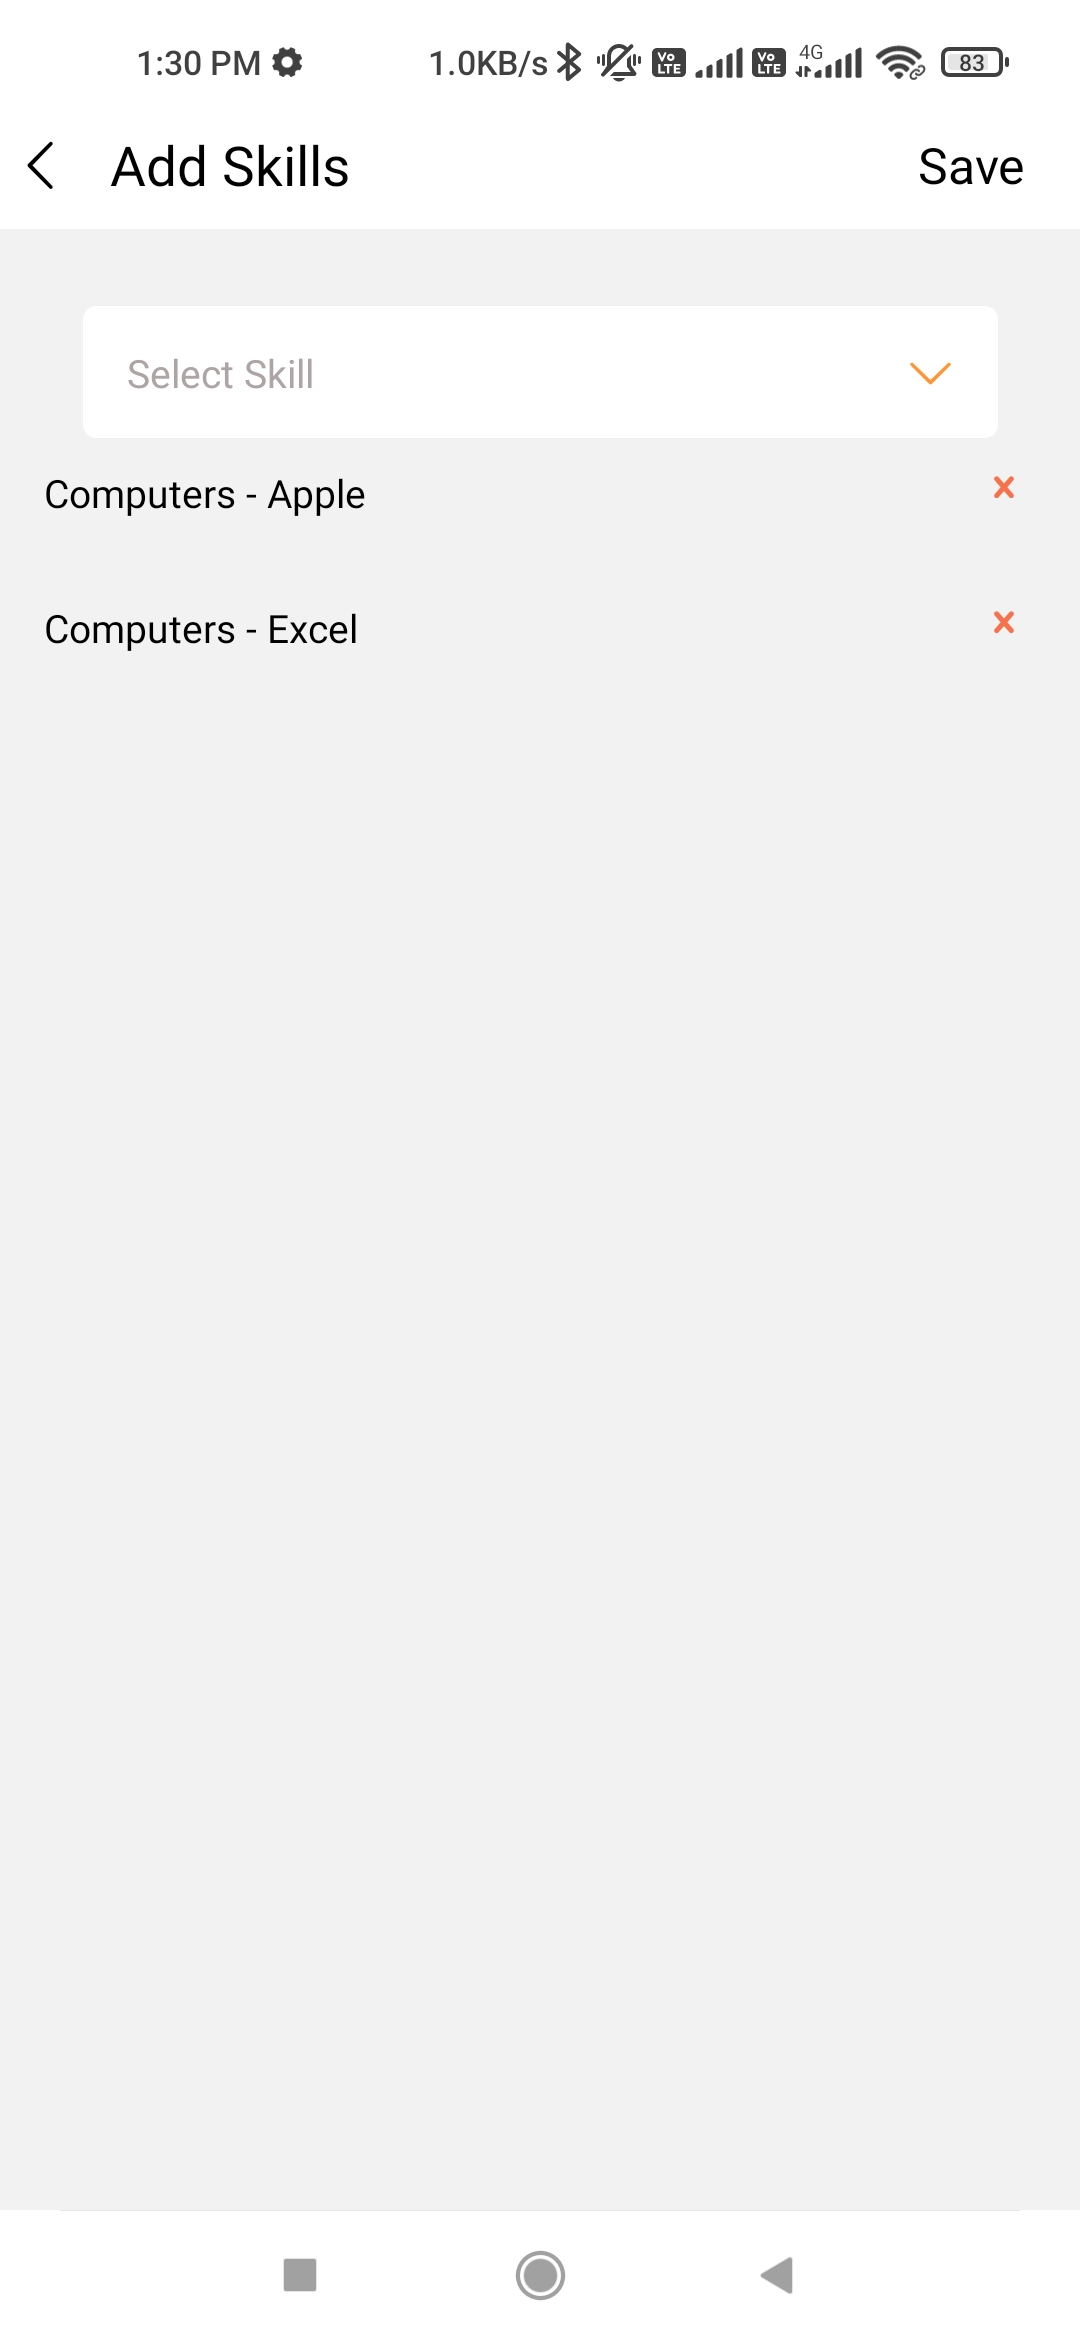 1:30 PM 1.0KB/s Vo LTE Vo LTE 4G 83
Add Skills Save
Select Skill
Computers - Apple
Computers - Excel